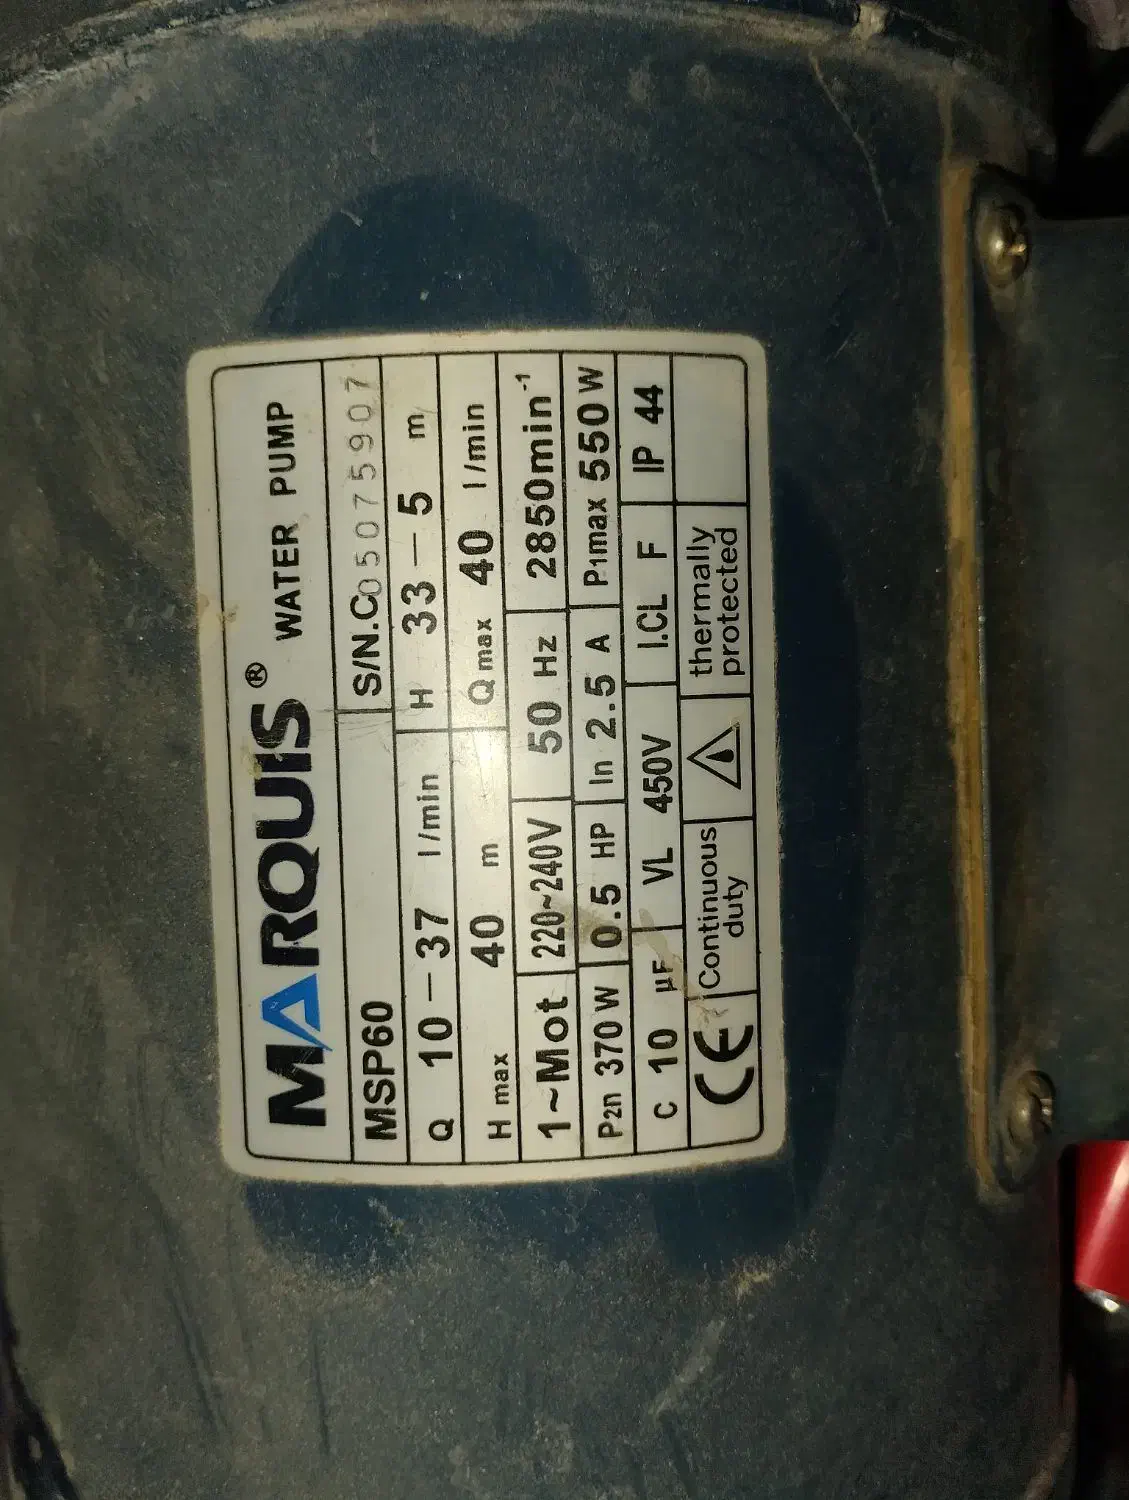 MARQUIS® WATER PUMP
MSP60 S/N.C05075907
Q 10-37 l/min H 33-5 m
H max 40 m Q max 40 l/min
1~Mot 220~240V 50 Hz 2850min-1
P2n 370W 0.5 HP In 2.5 A P1max 550W
C 10 µF VL 450V I.CL F IP 44
CE Continuous duty thermally protected